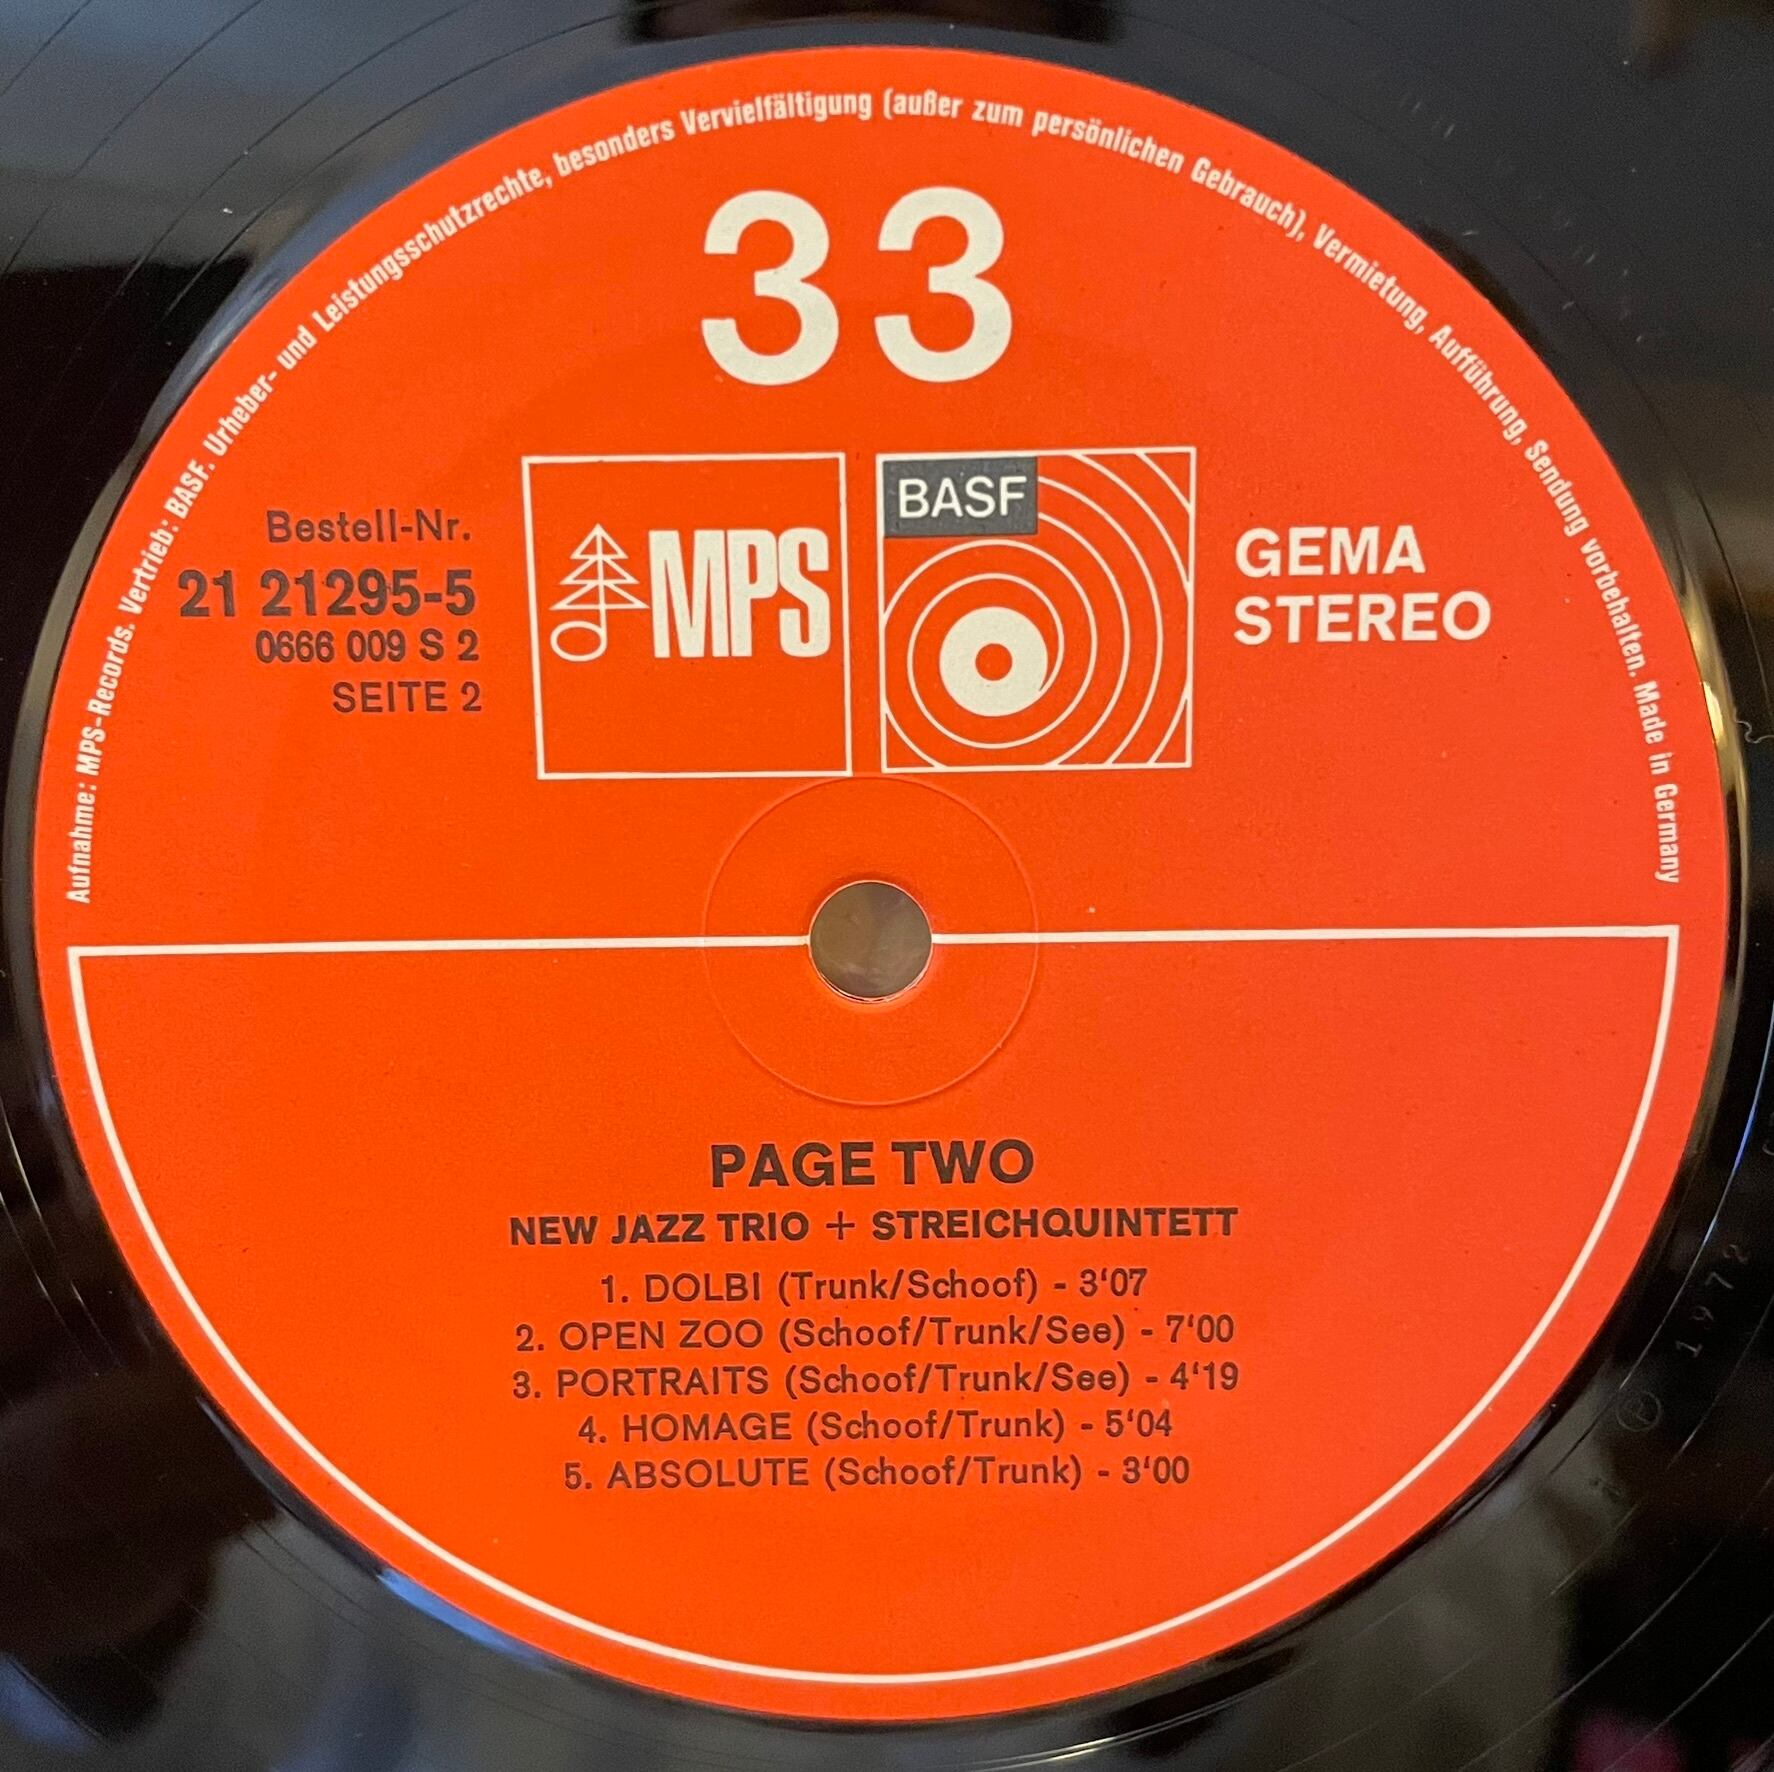 Aufnahme: MPS-Records. Vertrieb: BASF. Urheber- und Leistungsschutzrechte, besonders Vervielfältigung (außer zum persönlichen Gebrauch), Vermietung, Aufführung, Sendung vorbehalten. Made in Germany
33
Bestell-Nr.
21 21295-5
0666 009 S 2
SEITE 2
MPS
BASF
GEMA
STEREO
PAGE TWO
NEW JAZZ TRIO + STREICHQUINTETT
1. DOLBI (Trunk/Schoof) - 3'07
2. OPEN ZOO (Schoof/Trunk/See) - 7'00
3. PORTRAITS (Schoof/Trunk/See) - 4'19
4. HOMAGE (Schoof/Trunk) - 5'04
5. ABSOLUTE (Schoof/Trunk) - 3'00
℗ 1972